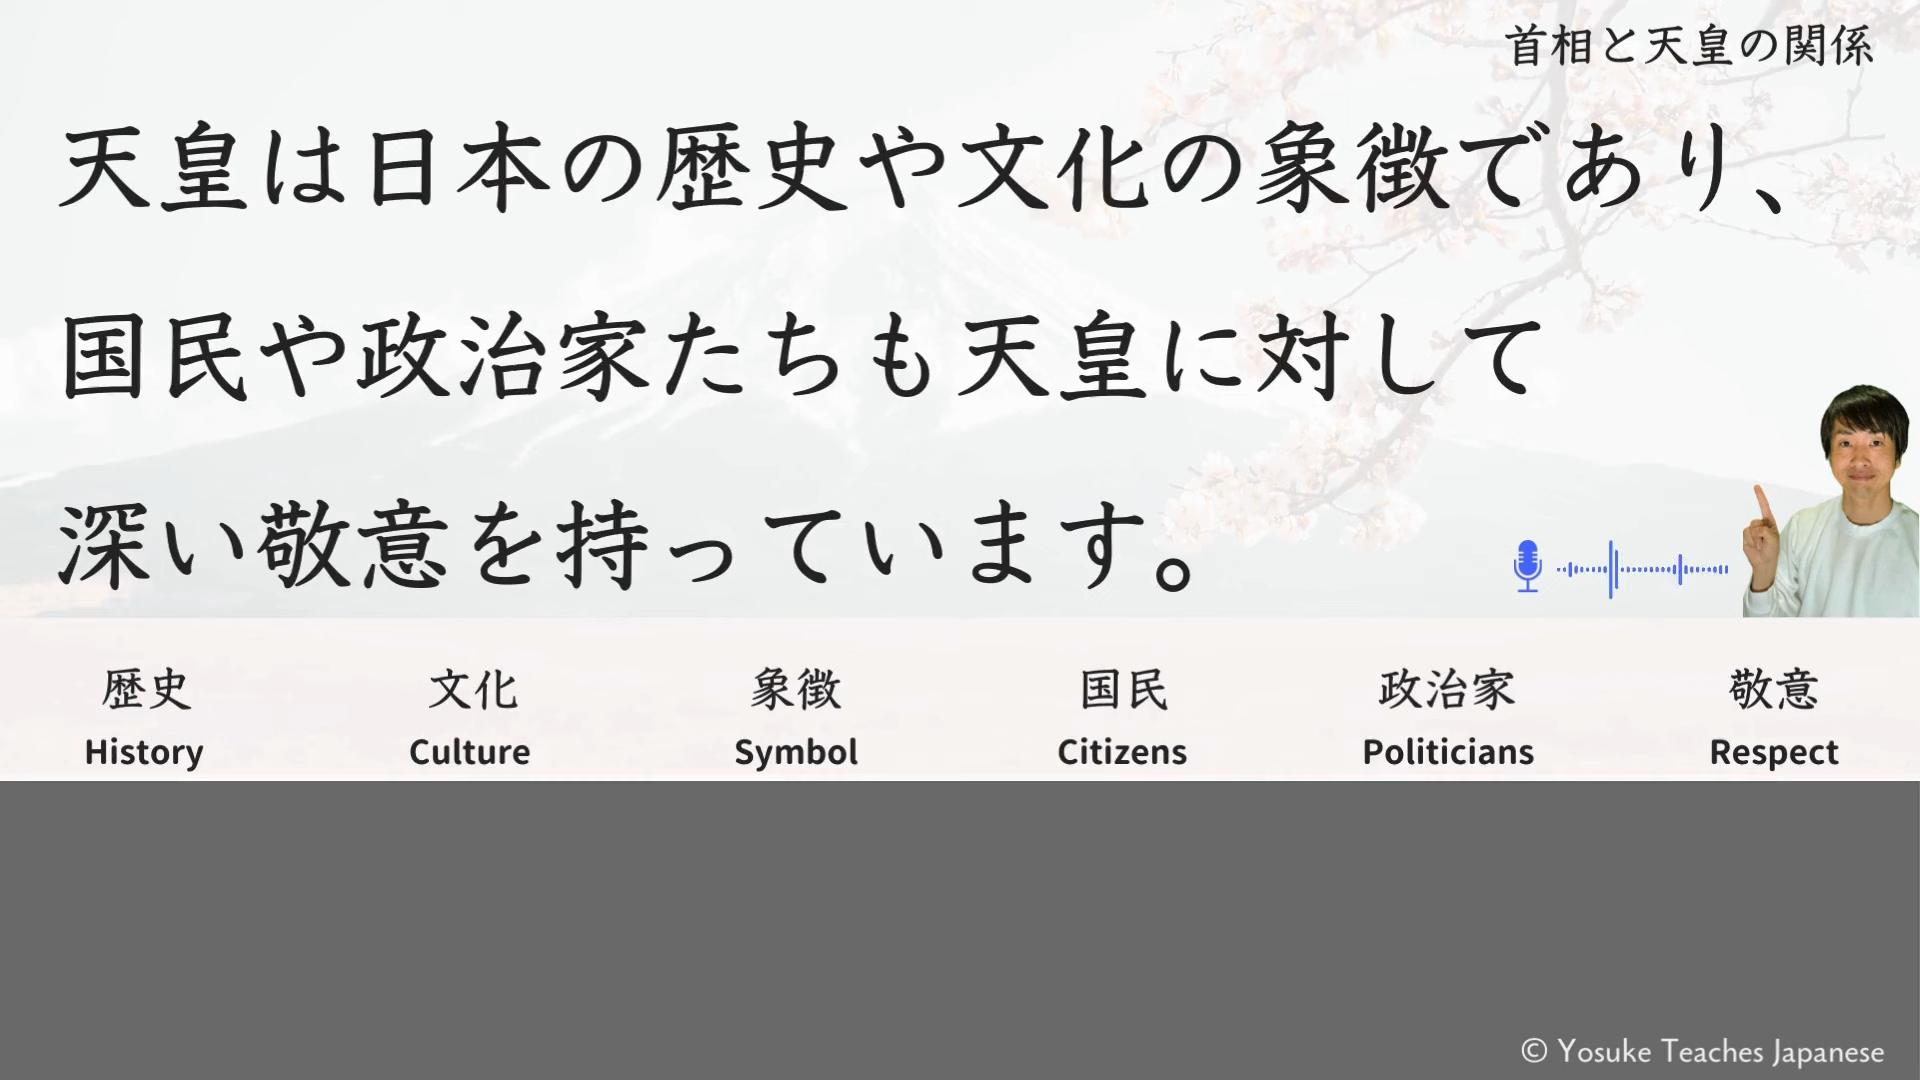 首相と天皇の関係
天皇は日本の歴史や文化の象徴であり、
国民や政治家たちも天皇に対して
深い敬意を持っています。
歴史 文化 象徴 国民 政治家 敬意
History Culture Symbol Citizens Politicians Respect
© Yosuke Teaches Japanese